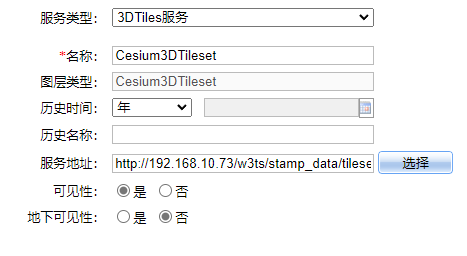 服务类型： 3DTiles服务
*名称： Cesium3DTileset
图层类型： Cesium3DTileset
历史时间： 年
历史名称：
服务地址： http://192.168.10.73/w3ts/stamp_data/tilese 选择
可见性： 是 否
地下可见性： 是 否